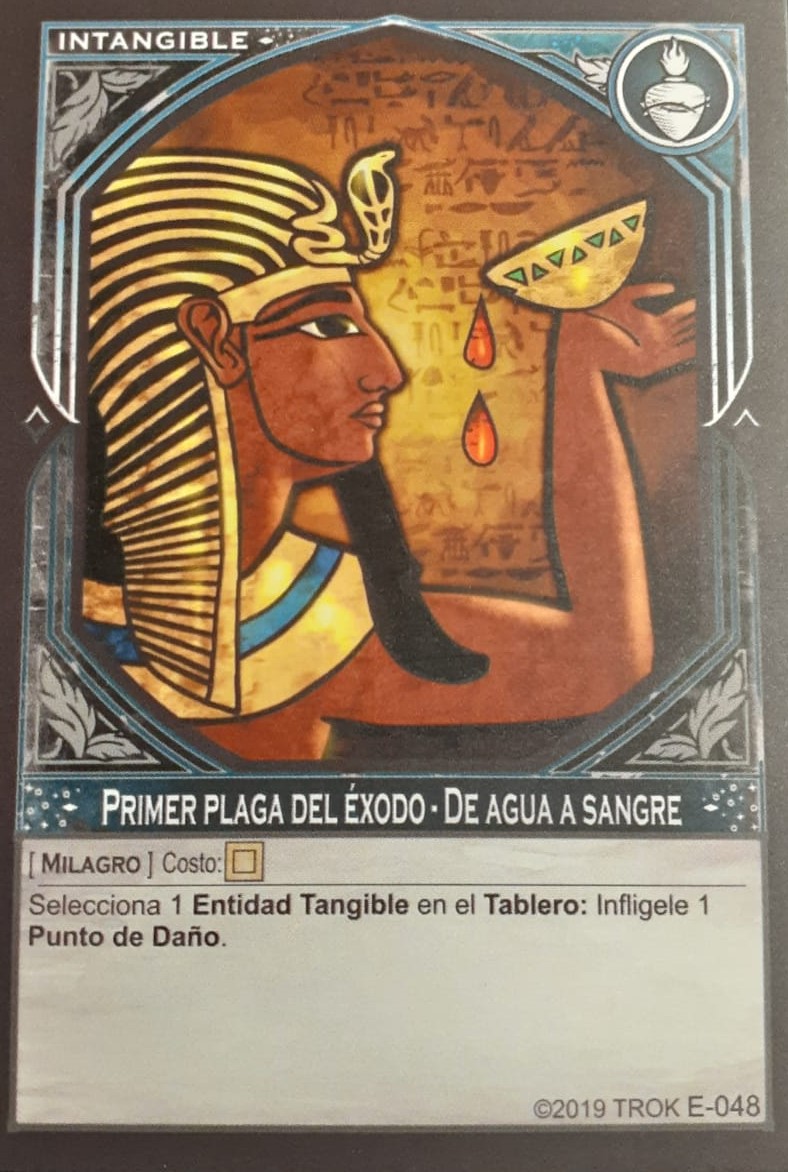 INTANGIBLE
PRIMER PLAGA DEL ÉXODO · DE AGUA A SANGRE
[ MILAGRO ] Costo:
Selecciona 1 Entidad Tangible en el Tablero: Infligele 1
Punto de Daño.
©2019 TROK E-048